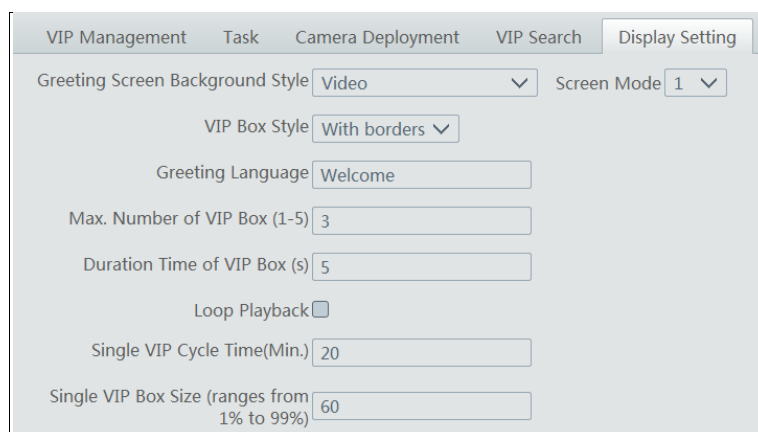 VIP Management Task Camera Deployment VIP Search Display Setting
Greeting Screen Background Style Video Screen Mode 1
VIP Box Style With borders
Greeting Language Welcome
Max. Number of VIP Box (1-5) 3
Duration Time of VIP Box (s) 5
Loop Playback
Single VIP Cycle Time(Min.) 20
Single VIP Box Size (ranges from
1% to 99%) 60